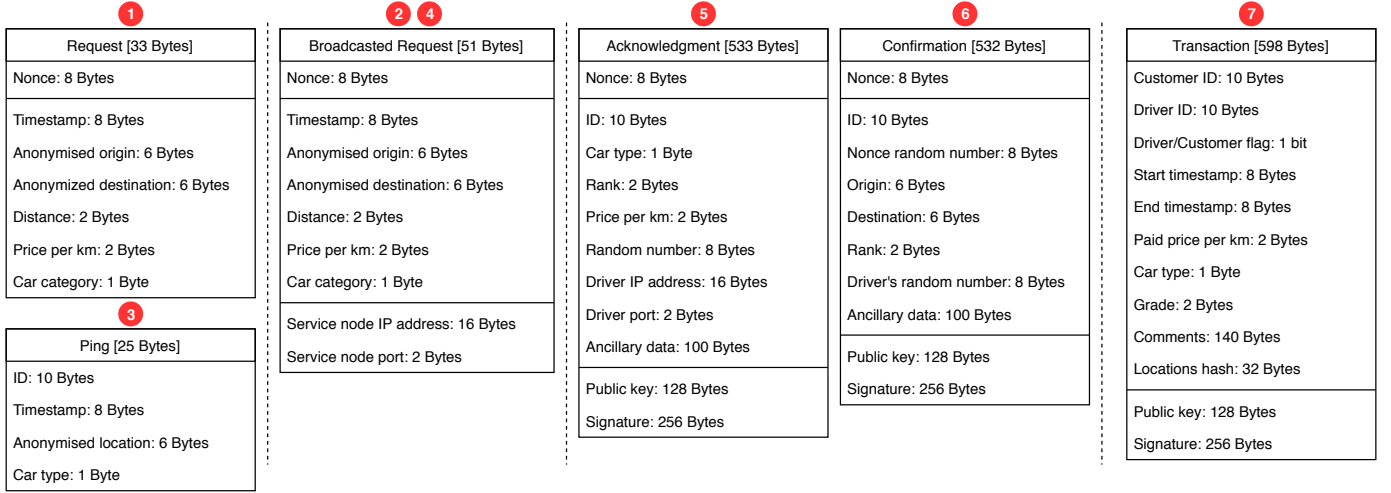 1
Request [33 Bytes]
Nonce: 8 Bytes
Timestamp: 8 Bytes
Anonymised origin: 6 Bytes
Anonymized destination: 6 Bytes
Distance: 2 Bytes
Price per km: 2 Bytes
Car category: 1 Byte
3
Ping [25 Bytes]
ID: 10 Bytes
Timestamp: 8 Bytes
Anonymised location: 6 Bytes
Car type: 1 Byte
2 4
Broadcasted Request [51 Bytes]
Nonce: 8 Bytes
Timestamp: 8 Bytes
Anonymised origin: 6 Bytes
Anonymised destination: 6 Bytes
Distance: 2 Bytes
Price per km: 2 Bytes
Car category: 1 Byte
Service node IP address: 16 Bytes
Service node port: 2 Bytes
5
Acknowledgment [533 Bytes]
Nonce: 8 Bytes
ID: 10 Bytes
Car type: 1 Byte
Rank: 2 Bytes
Price per km: 2 Bytes
Random number: 8 Bytes
Driver IP address: 16 Bytes
Driver port: 2 Bytes
Ancillary data: 100 Bytes
Public key: 128 Bytes
Signature: 256 Bytes
6
Confirmation [532 Bytes]
Nonce: 8 Bytes
ID: 10 Bytes
Nonce random number: 8 Bytes
Origin: 6 Bytes
Destination: 6 Bytes
Rank: 2 Bytes
Driver's random number: 8 Bytes
Ancillary data: 100 Bytes
Public key: 128 Bytes
Signature: 256 Bytes
7
Transaction [598 Bytes]
Customer ID: 10 Bytes
Driver ID: 10 Bytes
Driver/Customer flag: 1 bit
Start timestamp: 8 Bytes
End timestamp: 8 Bytes
Paid price per km: 2 Bytes
Car type: 1 Byte
Grade: 2 Bytes
Comments: 140 Bytes
Locations hash: 32 Bytes
Public key: 128 Bytes
Signature: 256 Bytes